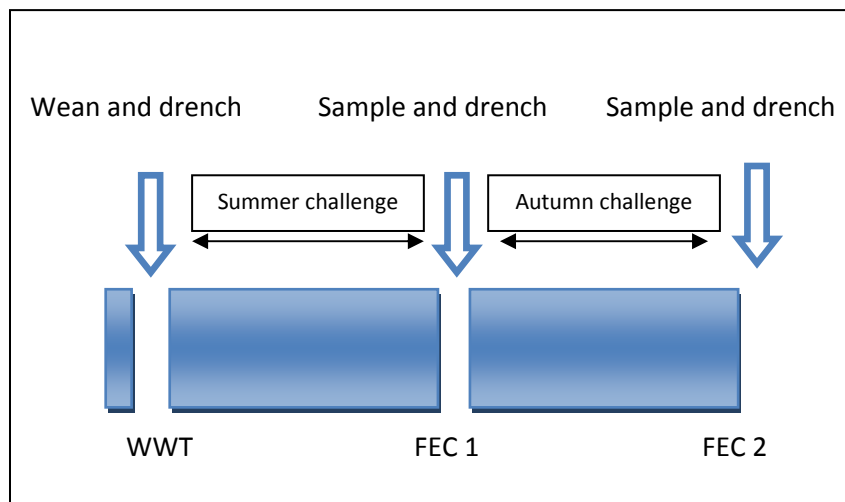 Wean and drench
Sample and drench
Sample and drench
Summer challenge
Autumn challenge
WWT
FEC 1
FEC 2